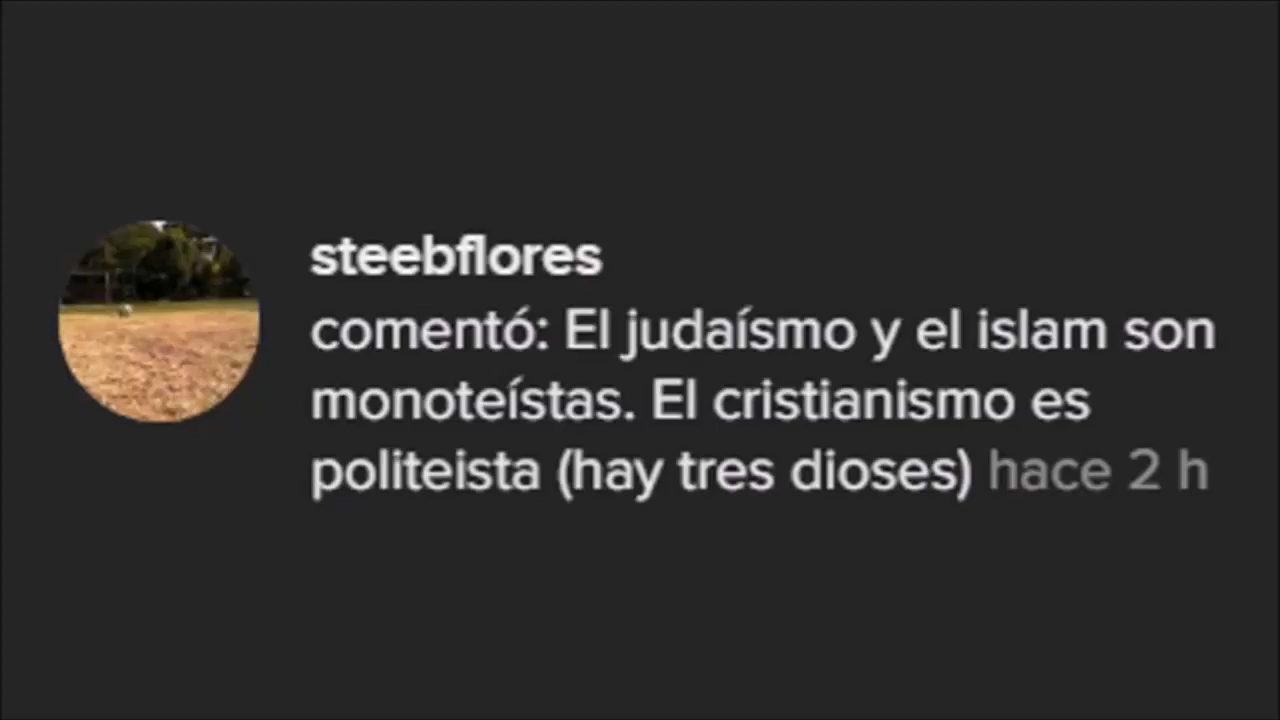 steebflores
comentó: El judaísmo y el islam son
monoteístas. El cristianismo es
politeista (hay tres dioses) hace 2 h